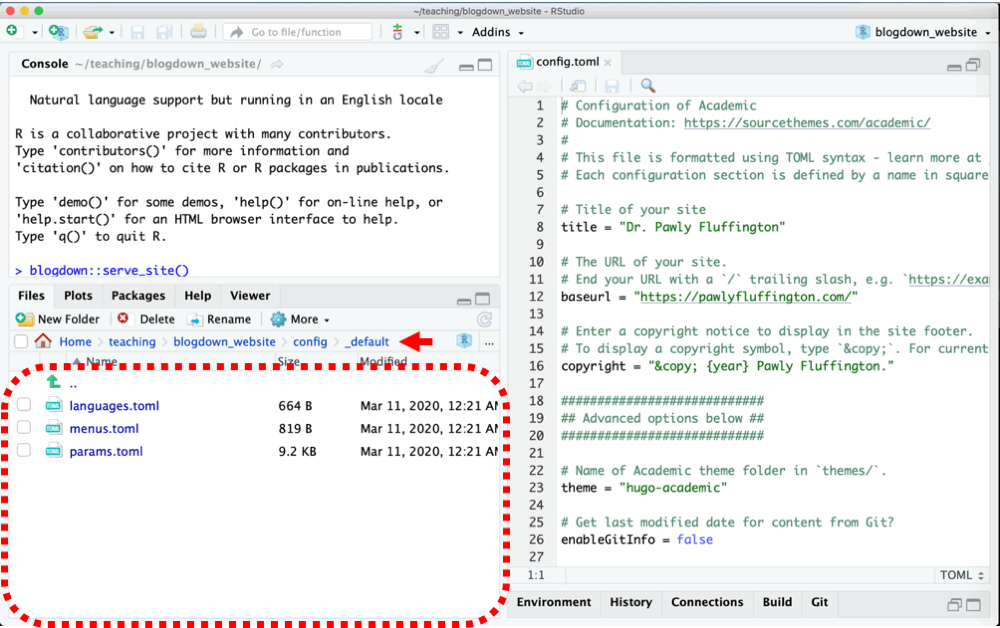 ~/teaching/blogdown_website - RStudio
Go to file/function
Addins
blogdown_website
Console ~/teaching/blogdown_website/
Natural language support but running in an English locale
R is a collaborative project with many contributors.
Type 'contributors()' for more information and
'citation()' on how to cite R or R packages in publications.
Type 'demo()' for some demos, 'help()' for on-line help, or
'help.start()' for an HTML browser interface to help.
Type 'q()' to quit R.
> blogdown::serve_site()
Files Plots Packages Help Viewer
New Folder Delete Rename More
Home teaching blogdown_website config _default ...
Name Size Modified
..
languages.toml 664 B Mar 11, 2020, 12:21 AM
menus.toml 819 B Mar 11, 2020, 12:21 AM
params.toml 9.2 KB Mar 11, 2020, 12:21 AM
config.toml
1 # Configuration of Academic
2 # Documentation: https://sourcethemes.com/academic/
3 #
4 # This file is formatted using TOML syntax - learn more at
5 # Each configuration section is defined by a name in square
6
7 # Title of your site
8 title = "Dr. Pawly Fluffington"
9
10 # The URL of your site.
11 # End your URL with a `/` trailing slash, e.g. `https://exa
12 baseurl = "https://pawlyfluffington.com/"
13
14 # Enter a copyright notice to display in the site footer.
15 # To display a copyright symbol, type `&copy;`. For current
16 copyright = "&copy; {year} Pawly Fluffington."
17
18 ############################
19 ## Advanced options below ##
20 ############################
21
22 # Name of Academic theme folder in `themes/`.
23 theme = "hugo-academic"
24
25 # Get last modified date for content from Git?
26 enableGitInfo = false
27
1:1 TOML
Environment History Connections Build Git